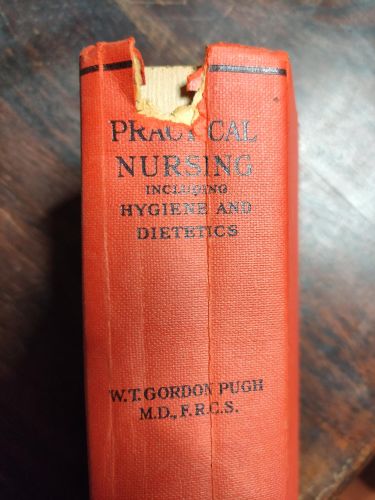 PRACTICAL
NURSING
INCLUDING
HYGIENE AND
DIETETICS
W.T. GORDON PUGH
M.D., F.R.C.S.